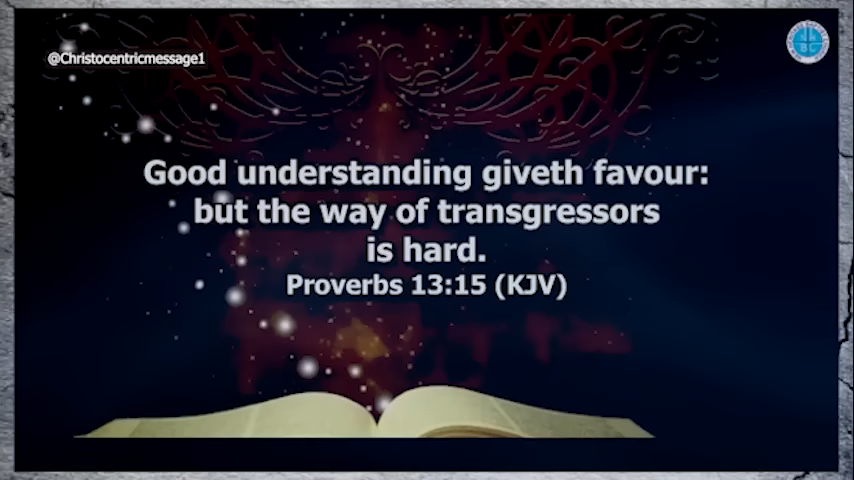 @Christocentricmessage1
Good understanding giveth favour:
but the way of transgressors
is hard.
Proverbs 13:15 (KJV)